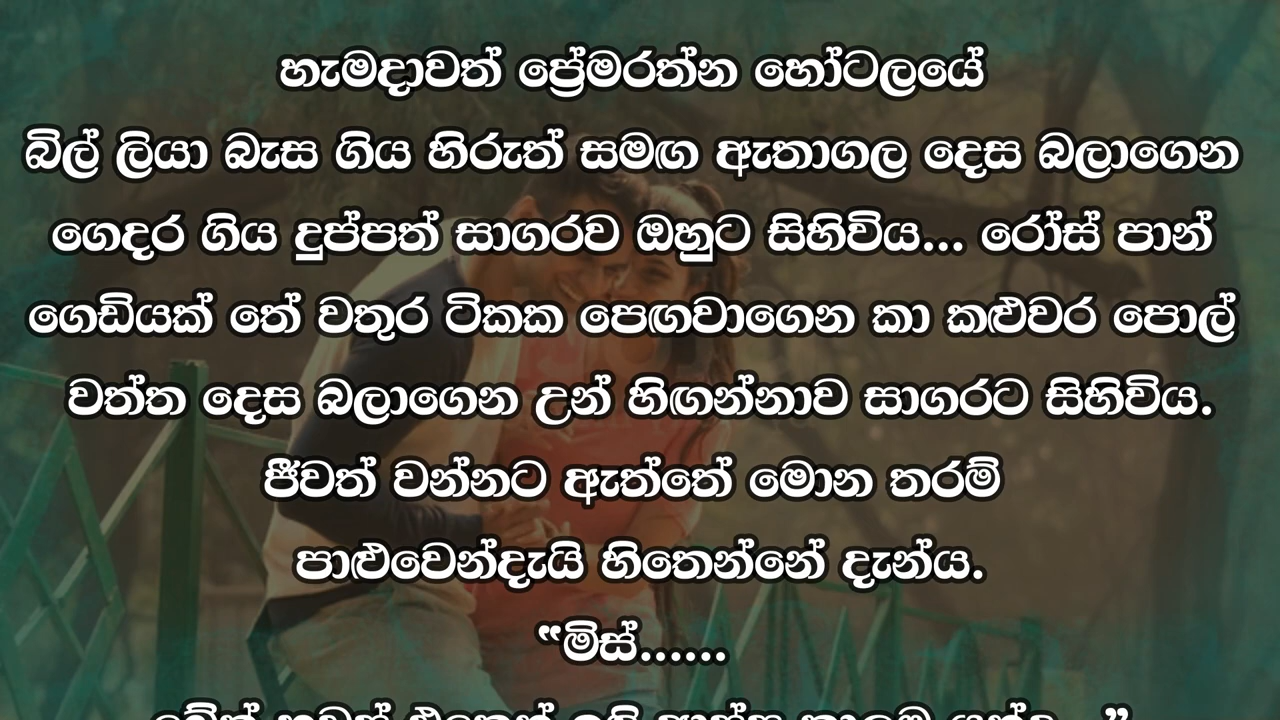 හැමදාවත් ප්‍රේමරත්න හෝටලයේ
බිල් ලියා බැස ගිය හිරුත් සමඟ ඇතාගල දෙස බලාගෙන
ගෙදර ගිය දුප්පත් සාගරව ඔහුට සිහිවිය... රෝස් පාන්
ගෙඩියක් තේ වතුර ටිකක පෙඟවාගෙන කා කළුවර පොල්
වත්ත දෙස බලාගෙන උන් හිඟන්නාව සාගරට සිහිවිය.
ජීවත් වන්නට ඇත්තේ මොන තරම්
පාළුවෙන්දැයි හිතෙන්නේ දැන්ය.
“මිස්......